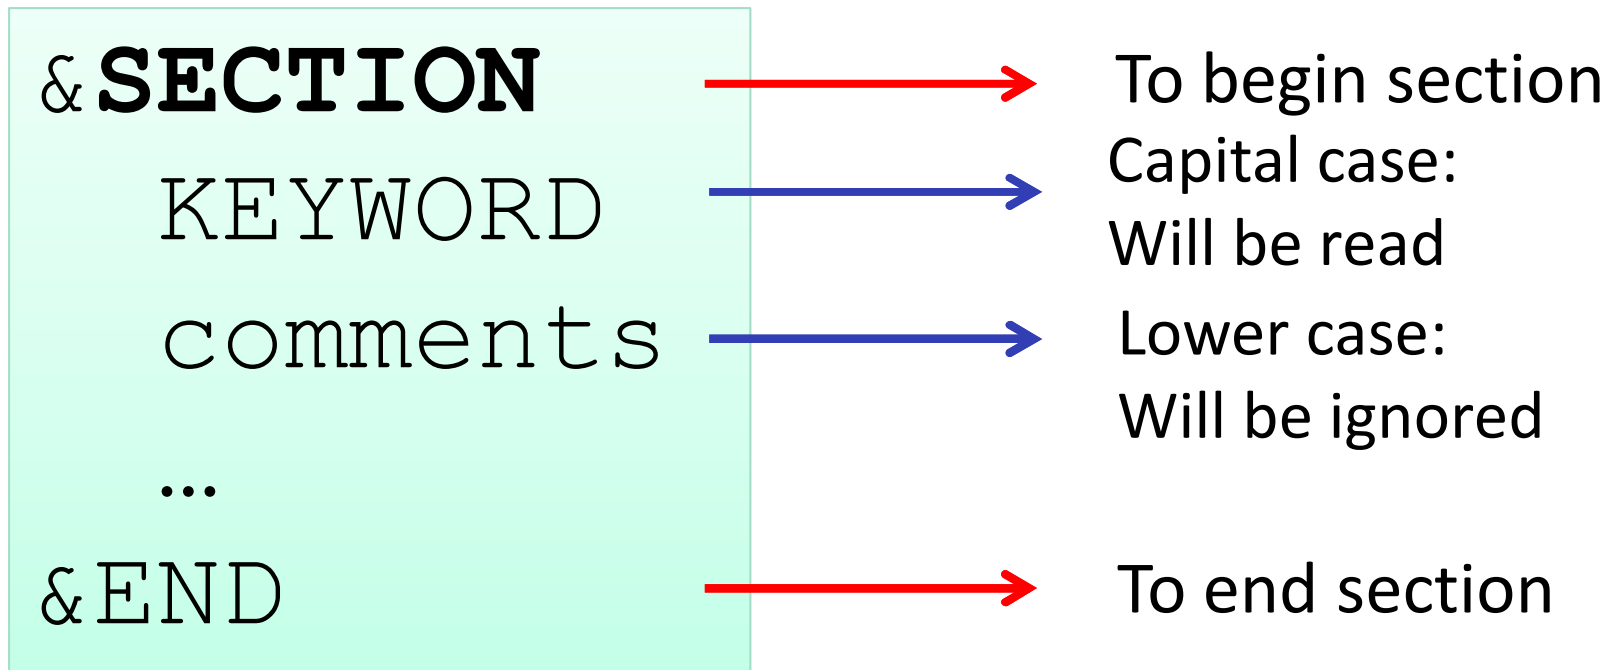 &SECTION
To begin section
KEYWORD
Capital case:
Will be read
comments
Lower case:
Will be ignored
...
&END
To end section